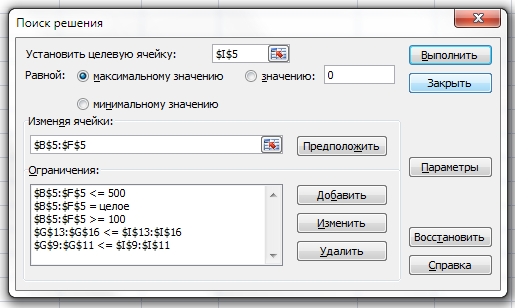 Поиск решения
Установить целевую ячейку: $I$5
Равной: максимальному значению значению: 0
минимальному значению
Выполнить
Закрыть
Изменяя ячейки:
$B$5:$F$5
Предположить
Ограничения:
$B$5:$F$5 <= 500
$B$5:$F$5 = целое
$B$5:$F$5 >= 100
$G$13:$G$16 <= $I$13:$I$16
$G$9:$G$11 <= $I$9:$I$11
Добавить
Изменить
Удалить
Параметры
Восстановить
Справка